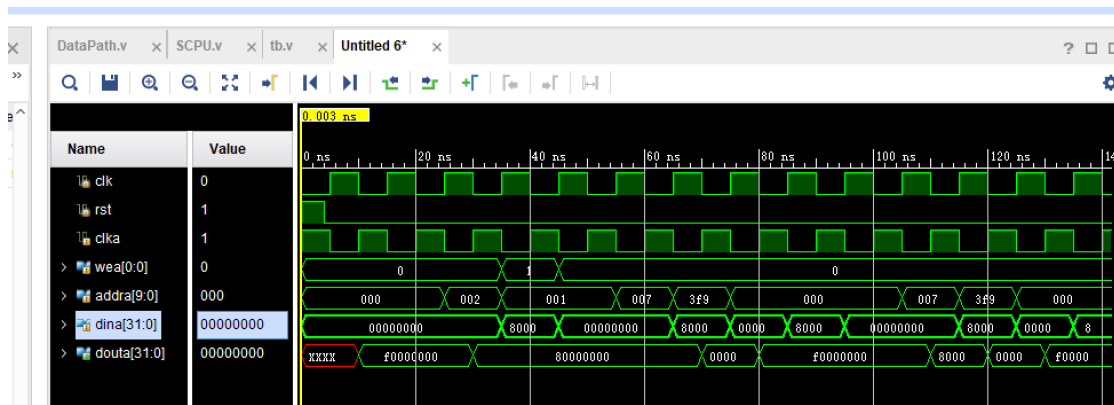 DataPath.v SCPU.v tb.v Untitled 6*
0.003 ns
Name Value
0 ns 20 ns 40 ns 60 ns 80 ns 100 ns 120 ns
clk 0
rst 1
clka 1
wea[0:0] 0 0 1 0
addra[9:0] 000 000 002 001 007 3f9 000 007 3f9 000
dina[31:0] 00000000 00000000 8000 00000000 8000 0000 8000 00000000 8000 0000 8
douta[31:0] 00000000 XXXX f0000000 80000000 0000 f0000000 8000 0000 f0000